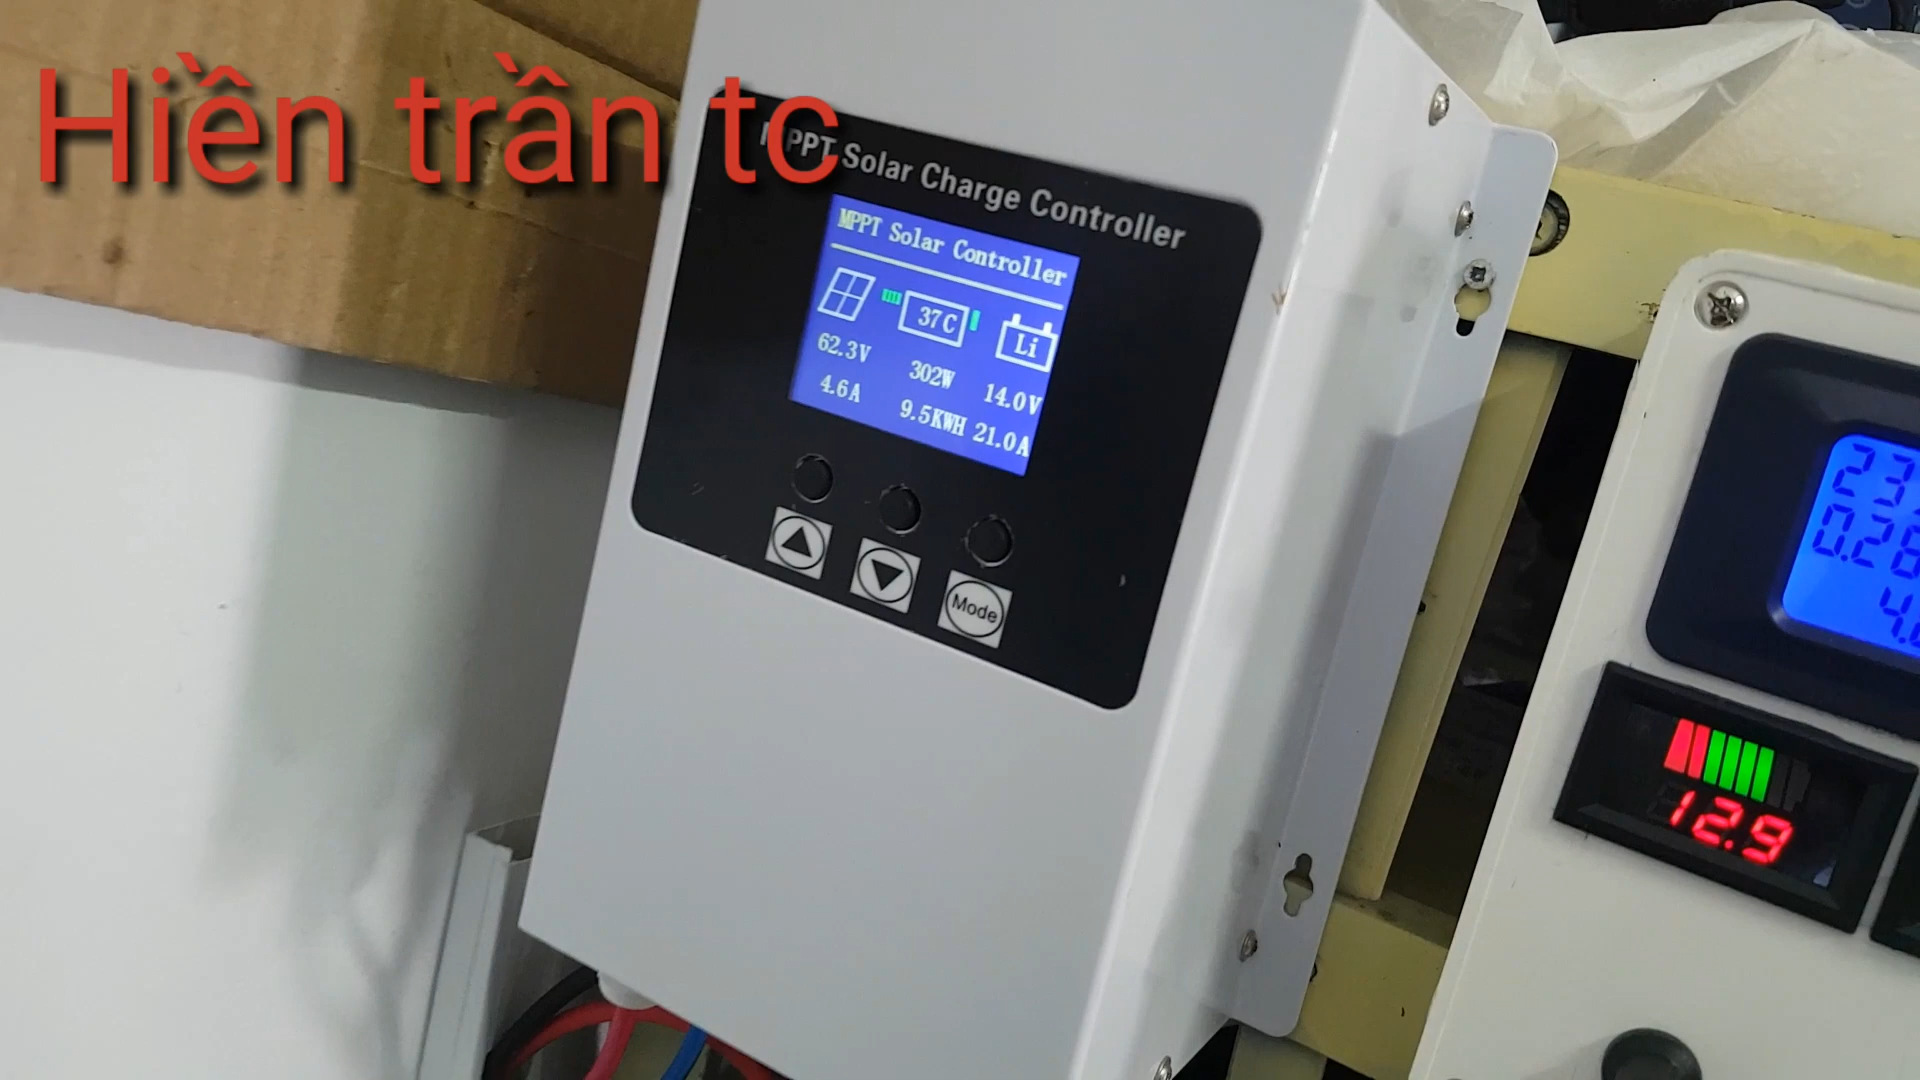 Hiền trần tc
MPPT Solar Charge Controller
MPPT Solar Controller
37C
Li
62.3V
302W
14.0V
4.6A
9.5KWH
21.0A
Mode
12.9